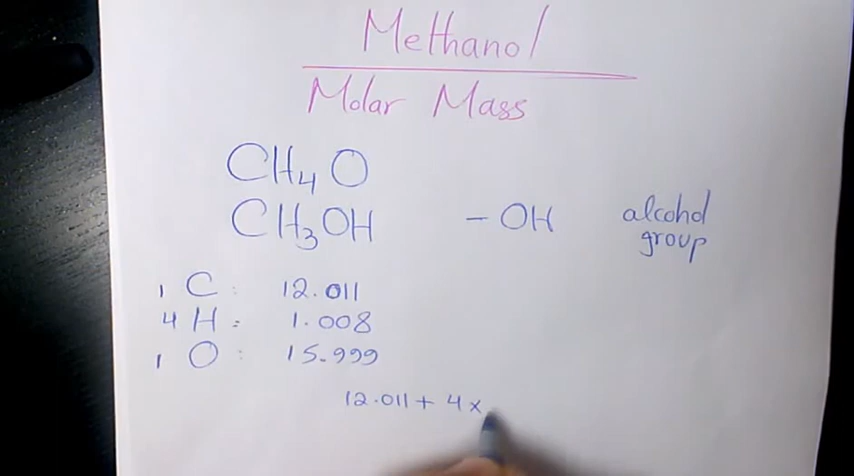 Methanol
Molar Mass
CH₄O
CH₃OH – OH alcohol
group
1 C : 12.011
4 H : 1.008
1 O : 15.999
12.011 + 4 ×